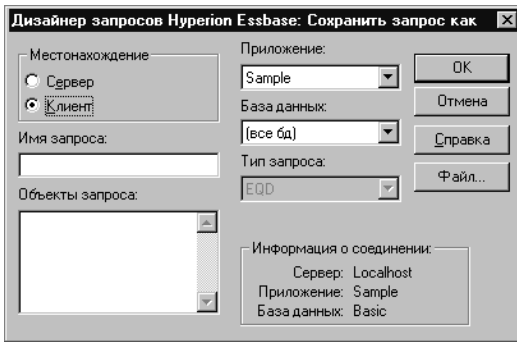 Дизайнер запросов Hyperion Essbase: Сохранить запрос как
Местонахождение
Сервер
Клиент
Имя запроса:
Объекты запроса:
Приложение:
Sample
База данных:
(все бд)
Тип запроса:
EQD
Информация о соединении:
Сервер: Localhost
Приложение: Sample
База данных: Basic
OK
Отмена
Справка
Файл...